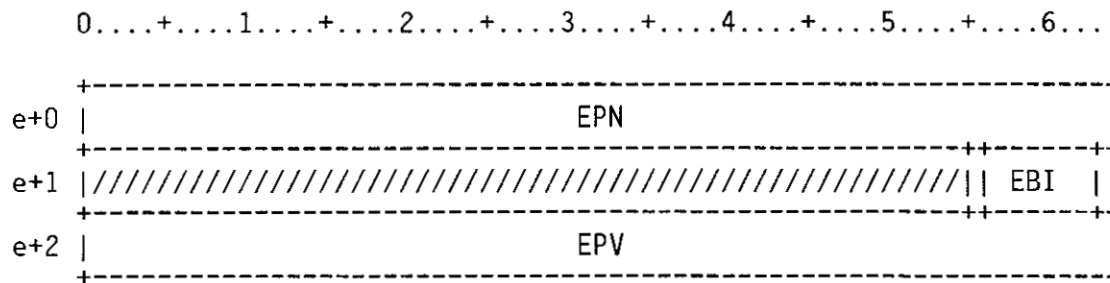 0....+....1....+....2....+....3....+....4....+....5....+....6...
+---------------------------------------------------------------
e+0 | EPN
+------------------------------------------------------++------+-
e+1 |//////////////////////////////////////////////////////|| EBI |
+------------------------------------------------------++------+-
e+2 | EPV
+---------------------------------------------------------------